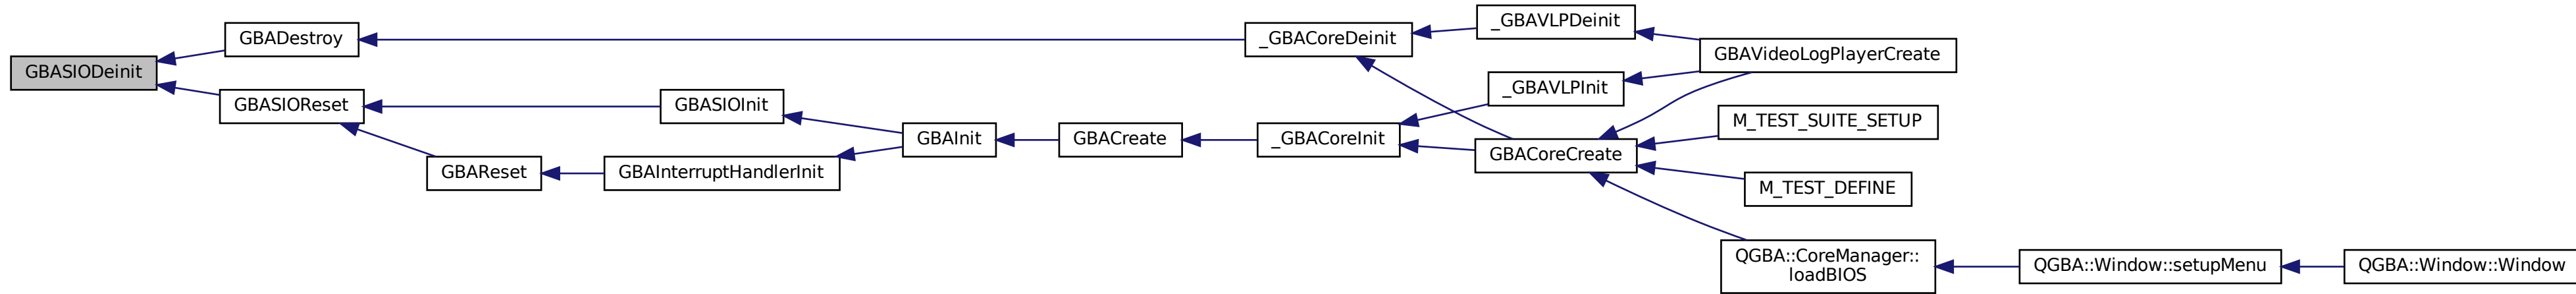 GBASIODeinit
GBADestroy
GBASIOReset
GBAReset
GBASIOInit
GBAInterruptHandlerInit
GBAInit
GBACreate
_GBACoreDeinit
_GBACoreInit
_GBAVLPDeinit
_GBAVLPInit
GBACoreCreate
GBAVideoLogPlayerCreate
M_TEST_SUITE_SETUP
M_TEST_DEFINE
QGBA::CoreManager::
loadBIOS
QGBA::Window::setupMenu
QGBA::Window::Window